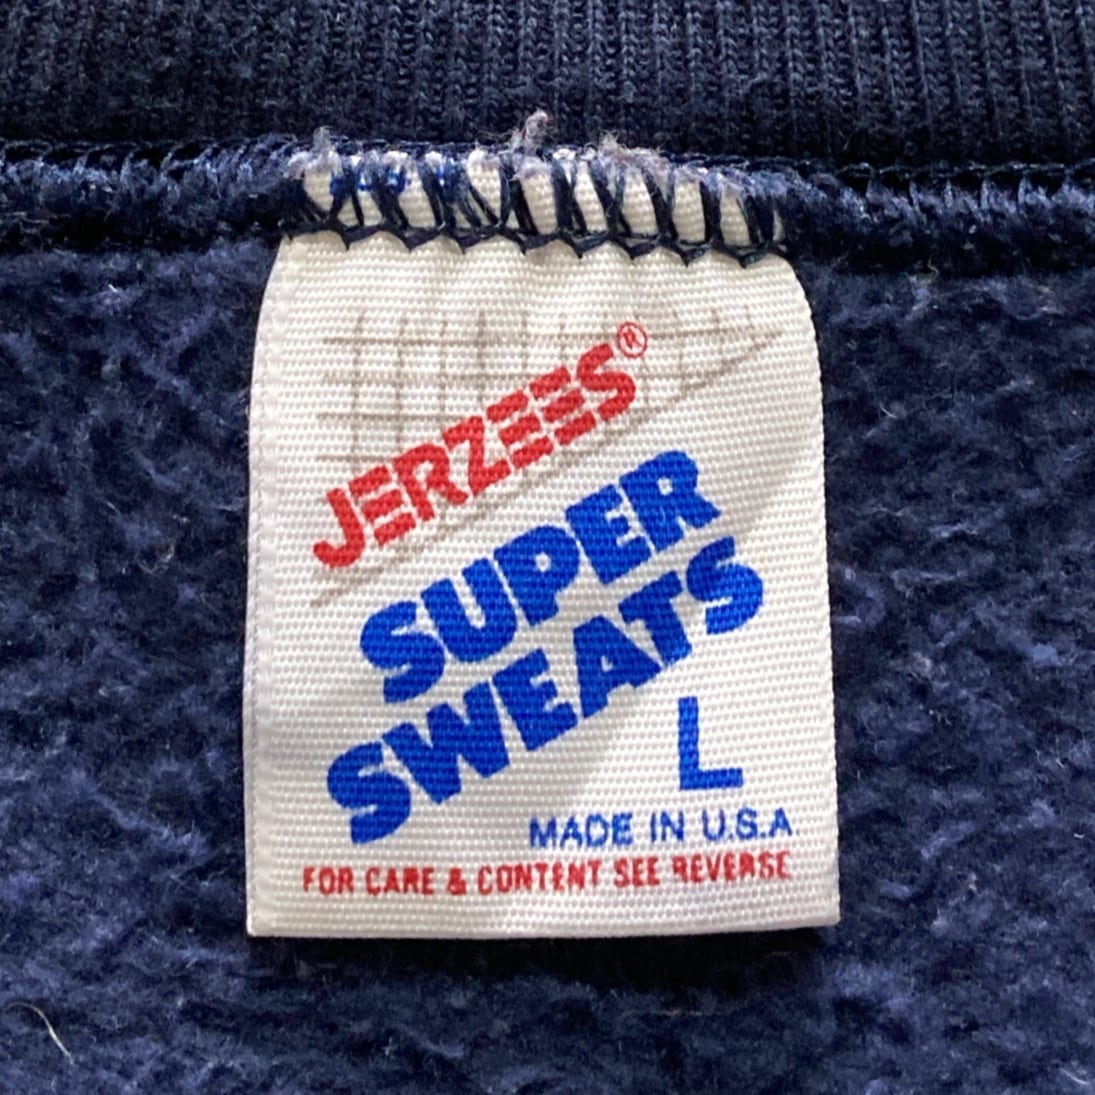 JERZEES®
SUPER
SWEATS
L
MADE IN U.S.A.
FOR CARE & CONTENT SEE REVERSE